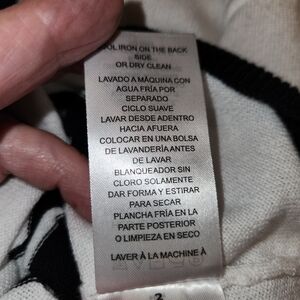 OOL IRON ON THE BACK
SIDE
OR DRY CLEAN
LAVADO A MÁQUINA CON
AGUA FRÍA POR
SEPARADO
CICLO SUAVE
LAVAR DESDE ADENTRO
HACIA AFUERA
COLOCAR EN UNA BOLSA
DE LAVANDERÍA ANTES
DE LAVAR
BLANQUEADOR SIN
CLORO SOLAMENTE
DAR FORMA Y ESTIRAR
PARA SECAR
PLANCHA FRÍA EN LA
PARTE POSTERIOR
O LIMPIEZA EN SECO
LAVER À LA MACHINE À
2